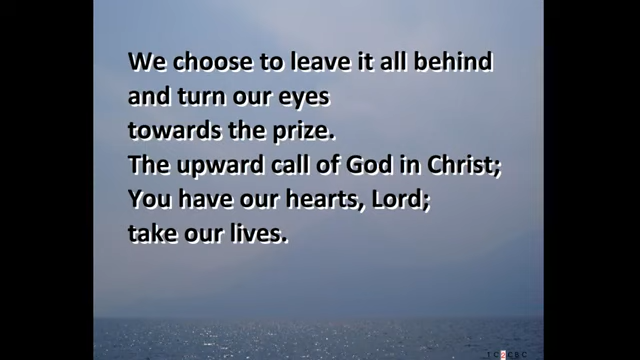 We choose to leave it all behind
and turn our eyes
towards the prize.
The upward call of God in Christ;
You have our hearts, Lord;
take our lives.